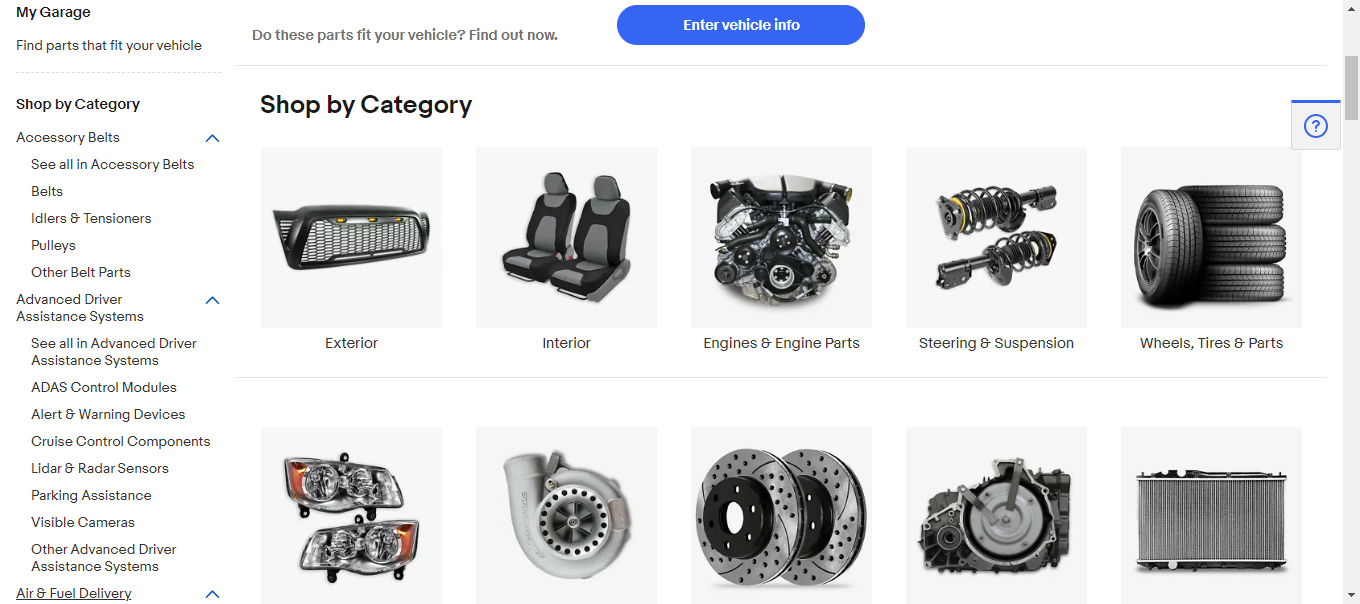 My Garage
Find parts that fit your vehicle
Shop by Category
Accessory Belts
See all in Accessory Belts
Belts
Idlers & Tensioners
Pulleys
Other Belt Parts
Advanced Driver
Assistance Systems
See all in Advanced Driver
Assistance Systems
ADAS Control Modules
Alert & Warning Devices
Cruise Control Components
Lidar & Radar Sensors
Parking Assistance
Visible Cameras
Other Advanced Driver
Assistance Systems
Air & Fuel Delivery
Do these parts fit your vehicle? Find out now.
Enter vehicle info
Shop by Category
?
Exterior
Interior
Engines & Engine Parts
Steering & Suspension
Wheels, Tires & Parts